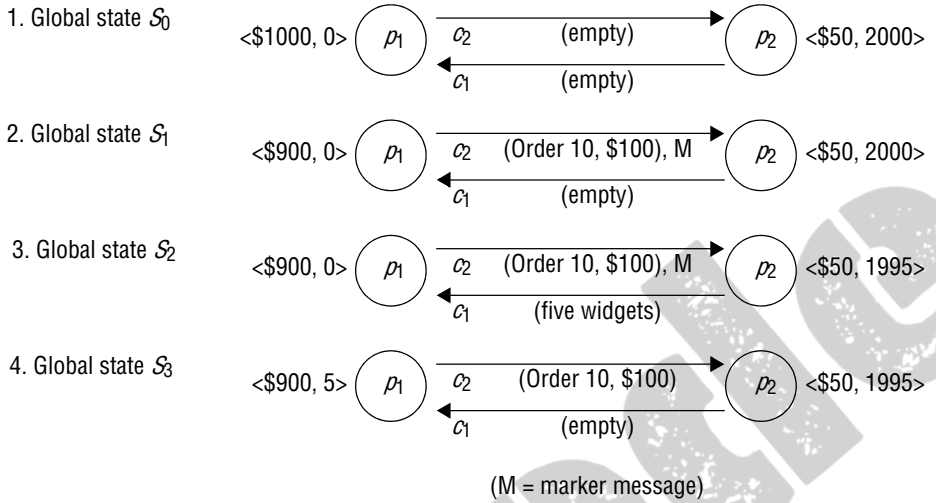 1. Global state S0
<$1000, 0> p1 c2 (empty) p2 <$50, 2000>
c1 (empty)
2. Global state S1
<$900, 0> p1 c2 (Order 10, $100), M p2 <$50, 2000>
c1 (empty)
3. Global state S2
<$900, 0> p1 c2 (Order 10, $100), M p2 <$50, 1995>
c1 (five widgets)
4. Global state S3
<$900, 5> p1 c2 (Order 10, $100) p2 <$50, 1995>
c1 (empty)
(M = marker message)